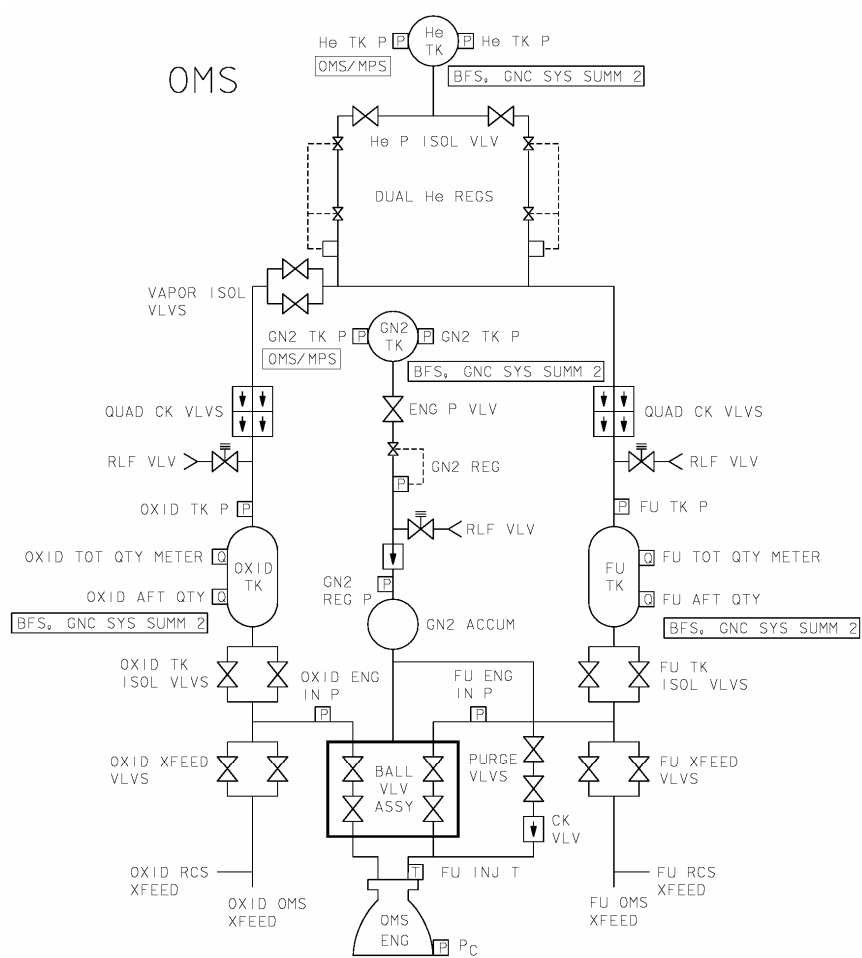 OMS
He TK P P He TK P He TK P
OMS/MPS
BFS, GNC SYS SUMM 2
He P ISOL VLV
DUAL He REGS
VAPOR ISOL
VLVS
GN2 TK P P GN2 TK P GN2 TK P
OMS/MPS
BFS, GNC SYS SUMM 2
QUAD CK VLVS
ENG P VLV
QUAD CK VLVS
RLF VLV
GN2 REG
P
RLF VLV
OXID TK P P
RLF VLV
P FU TK P
OXID TOT QTY METER Q
OXID AFT QTY Q
OXID
TK
BFS, GNC SYS SUMM 2
GN2
REG P
P
GN2 ACCUM
FU
TK
Q FU TOT QTY METER
Q FU AFT QTY
BFS, GNC SYS SUMM 2
OXID TK
ISOL VLVS
OXID ENG
IN P
P
FU ENG
IN P
P
FU TK
ISOL VLVS
OXID XFEED
VLVS
BALL
VLV
ASSY
PURGE
VLVS
FU XFEED
VLVS
CK
VLV
OXID RCS
XFEED
OXID OMS
XFEED
T FU INJ T
FU RCS
XFEED
FU OMS
XFEED
OMS
ENG
P PC